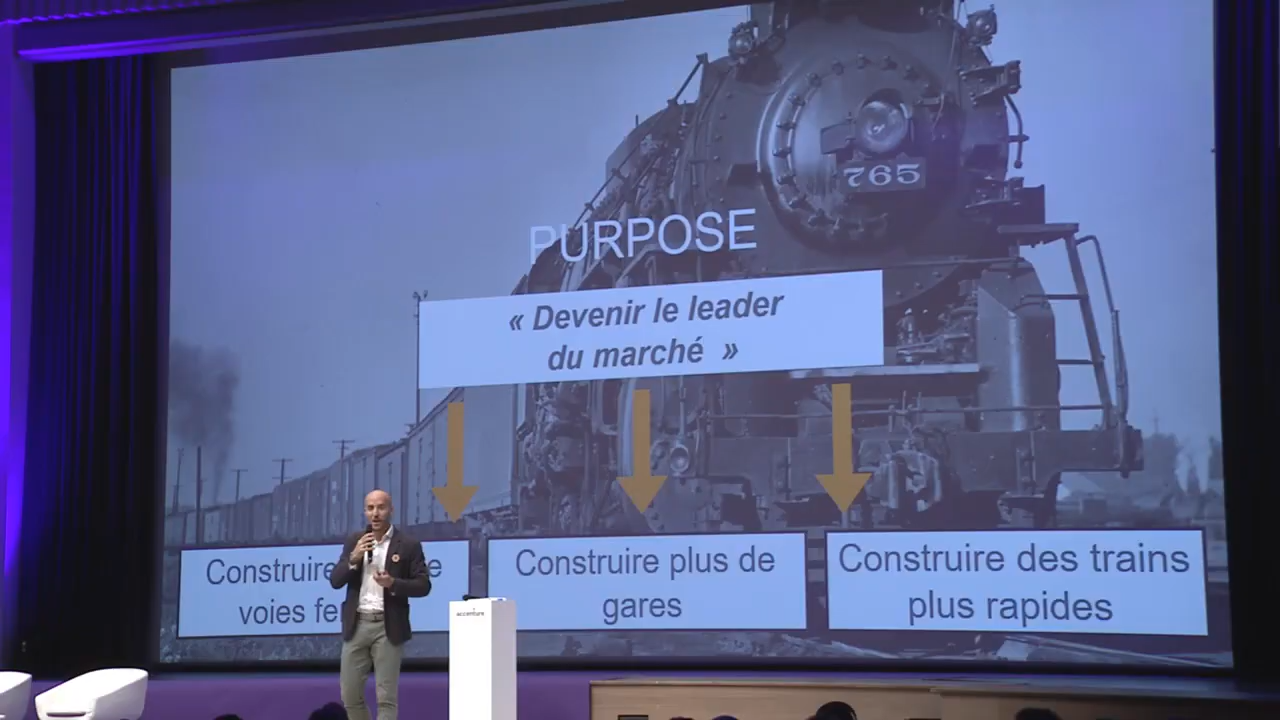 765
PURPOSE
« Devenir le leader
du marché »
Construire
voies
Construire plus de
gares
Construire des trains
plus rapides
accenture